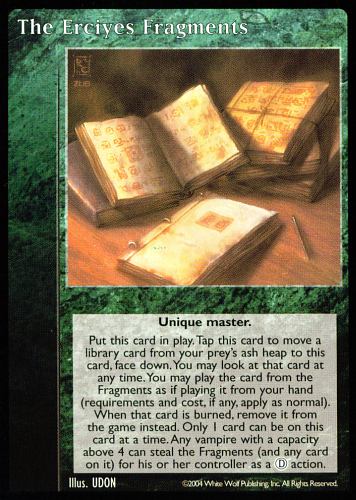 The Erciyes Fragments
Unique master.
Put this card in play. Tap this card to move a
library card from your prey's ash heap to this
card, face down. You may look at that card at
any time. You may play the card from the
Fragments as if playing it from your hand
(requirements and cost, if any, apply as normal).
When that card is burned, remove it from
the game instead. Only 1 card can be on this
card at a time. Any vampire with a capacity
above 4 can steal the Fragments (and any card
on it) for his or her controller as a Ⓓ action.
Illus. UDON
©2004 White Wolf Publishing, Inc. All Rights Reserved.